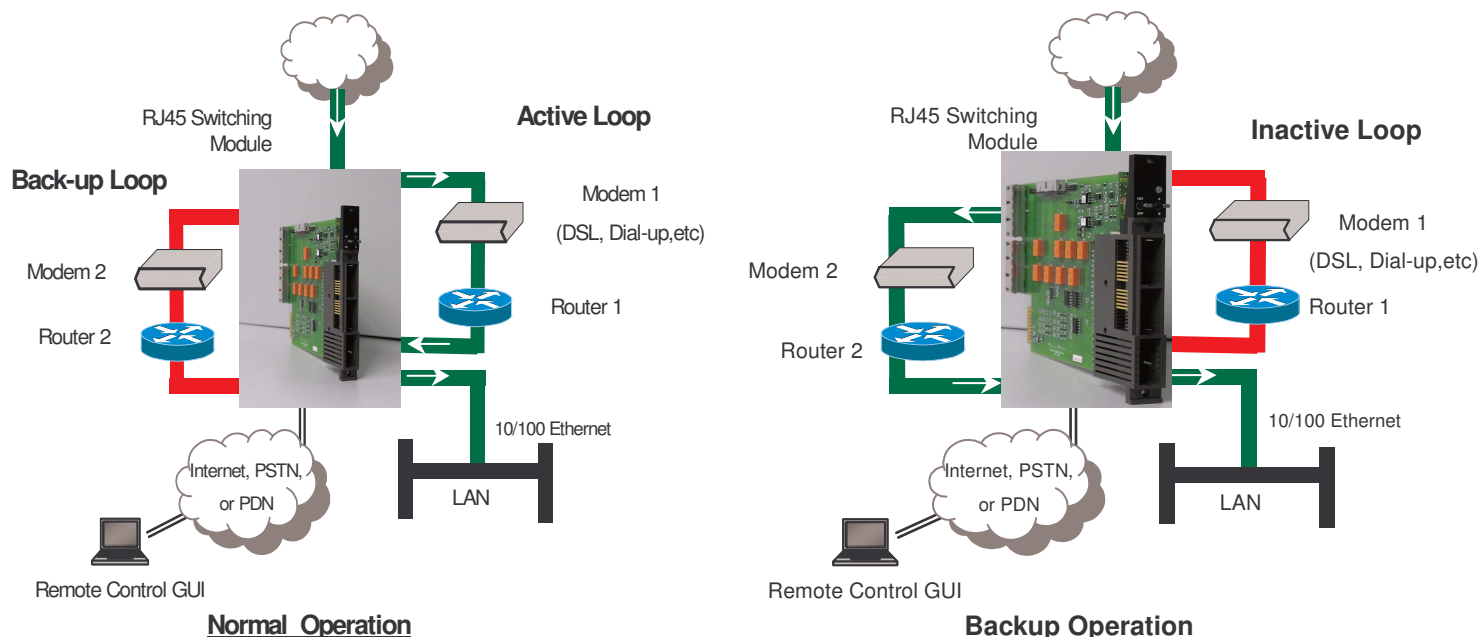 RJ45 Switching
Module
Active Loop
Back-up Loop
Modem 1
(DSL, Dial-up,etc)
Modem 2
Router 1
Router 2
10/100 Ethernet
Internet, PSTN,
or PDN
LAN
Remote Control GUI
Normal Operation
RJ45 Switching
Module
Inactive Loop
Modem 1
(DSL, Dial-up,etc)
Modem 2
Router 1
Router 2
10/100 Ethernet
Internet, PSTN,
or PDN
LAN
Remote Control GUI
Backup Operation